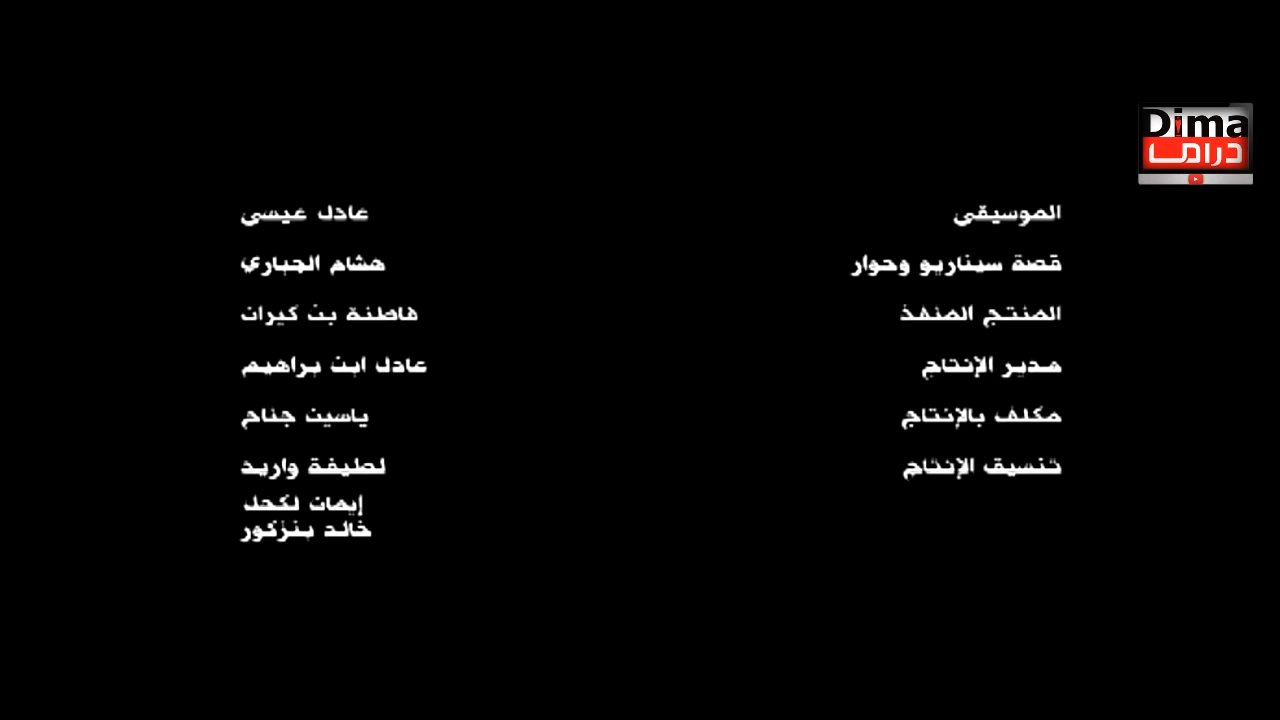 Dima
دراما
الموسيقى عادل عيسى
قصة سيناريو وحوار هشام الجباري
المنتج المنفذ فاطنة بن كيران
مدير الإنتاج عادل ابن براهيم
مكلف بالإنتاج ياسين جناح
تنسيق الإنتاج لطيفة واريد
إيمان لكحل
خالد بنزكور